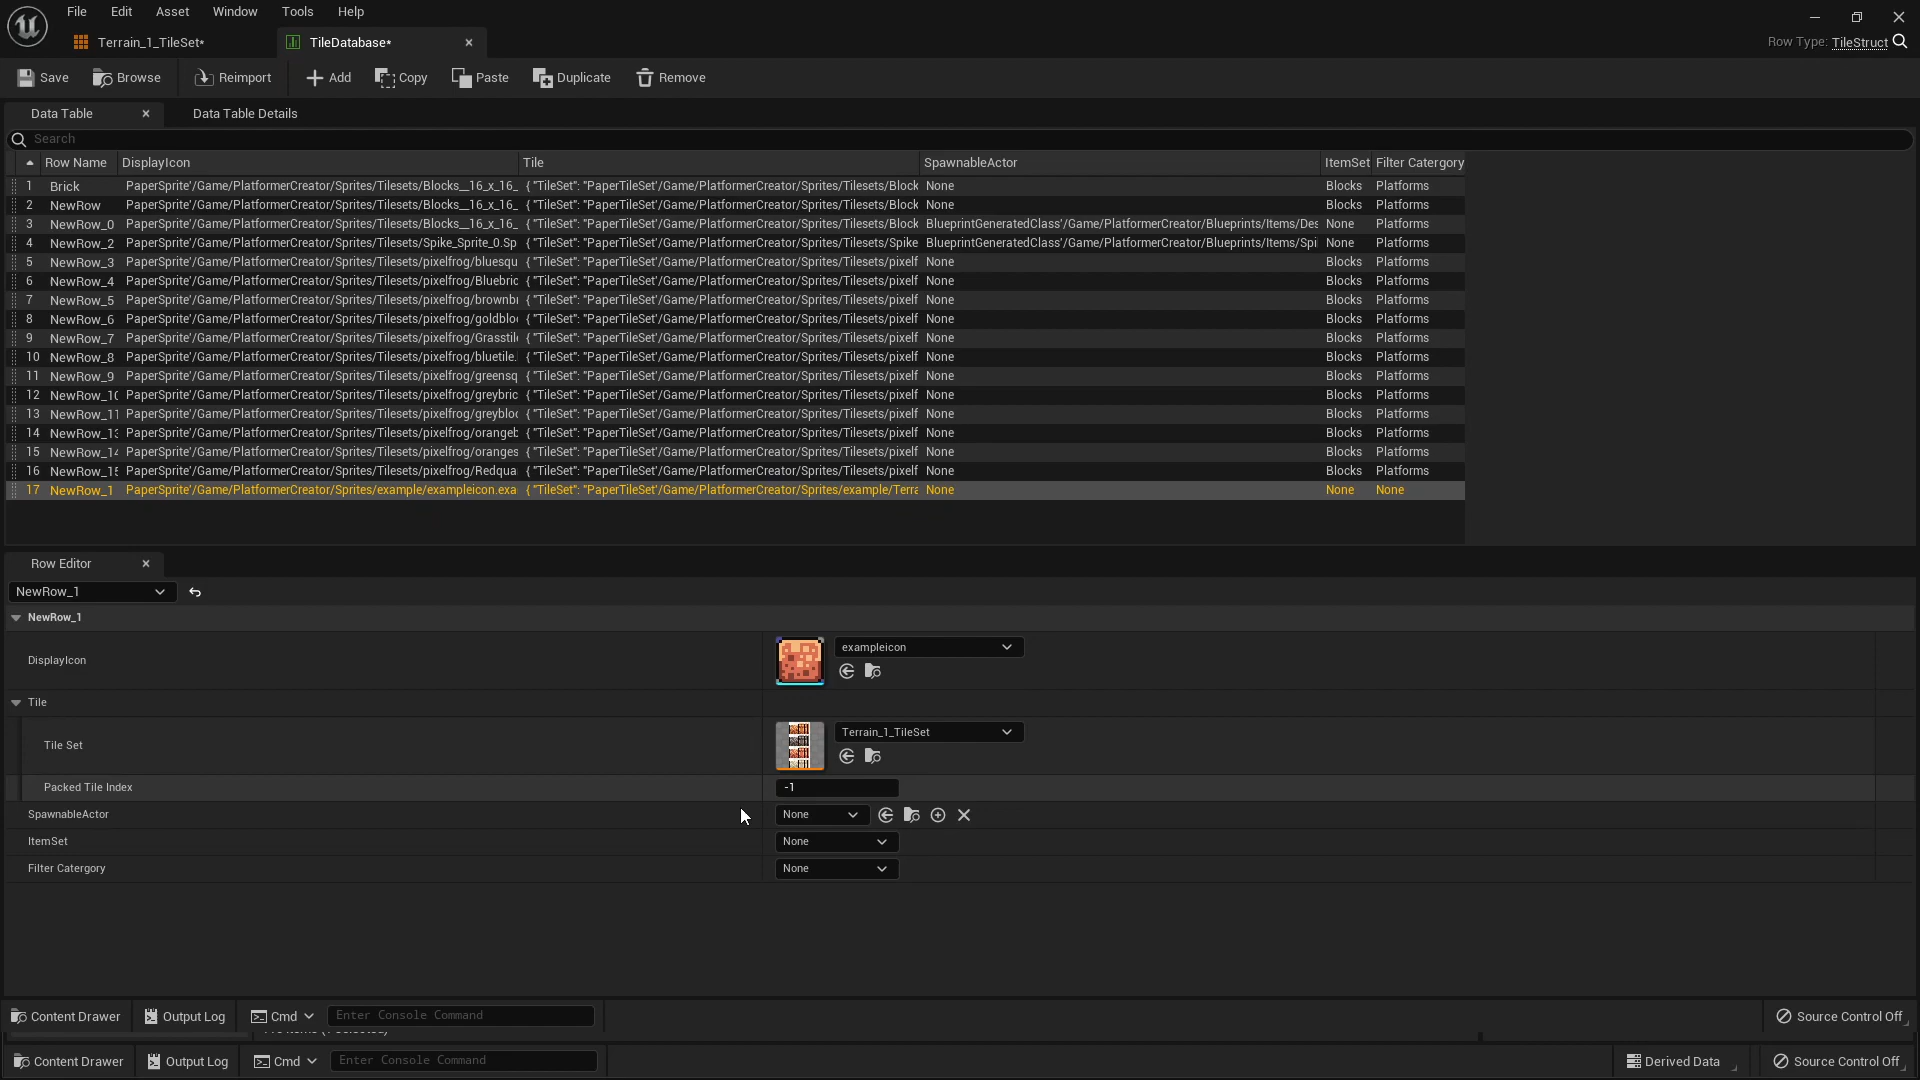 File Edit Asset Window Tools Help
Terrain_1_TileSet* TileDatabase*
Row Type: TileStruct
Save Browse Reimport Add Copy Paste Duplicate Remove
Data Table Data Table Details
Search
Row Name DisplayIcon Tile SpawnableActor ItemSet Filter Catergory
1 Brick PaperSprite'/Game/PlatformerCreator/Sprites/Tilesets/Blocks__16_x_16_ { "TileSet": "PaperTileSet'/Game/PlatformerCreator/Sprites/Tilesets/Block None Blocks Platforms
2 NewRow PaperSprite'/Game/PlatformerCreator/Sprites/Tilesets/Blocks__16_x_16_ { "TileSet": "PaperTileSet'/Game/PlatformerCreator/Sprites/Tilesets/Block None Blocks Platforms
3 NewRow_0 PaperSprite'/Game/PlatformerCreator/Sprites/Tilesets/Blocks__16_x_16_ { "TileSet": "PaperTileSet'/Game/PlatformerCreator/Sprites/Tilesets/Block BlueprintGeneratedClass'/Game/PlatformerCreator/Blueprints/Items/Des None Platforms
4 NewRow_2 PaperSprite'/Game/PlatformerCreator/Sprites/Tilesets/Spike_Sprite_0.Sp { "TileSet": "PaperTileSet'/Game/PlatformerCreator/Sprites/Tilesets/Spike BlueprintGeneratedClass'/Game/PlatformerCreator/Blueprints/Items/Spi None Platforms
5 NewRow_3 PaperSprite'/Game/PlatformerCreator/Sprites/Tilesets/pixelfrog/bluesqu { "TileSet": "PaperTileSet'/Game/PlatformerCreator/Sprites/Tilesets/pixelf None Blocks Platforms
6 NewRow_4 PaperSprite'/Game/PlatformerCreator/Sprites/Tilesets/pixelfrog/Bluebric { "TileSet": "PaperTileSet'/Game/PlatformerCreator/Sprites/Tilesets/pixelf None Blocks Platforms
7 NewRow_5 PaperSprite'/Game/PlatformerCreator/Sprites/Tilesets/pixelfrog/brownbr { "TileSet": "PaperTileSet'/Game/PlatformerCreator/Sprites/Tilesets/pixelf None Blocks Platforms
8 NewRow_6 PaperSprite'/Game/PlatformerCreator/Sprites/Tilesets/pixelfrog/goldbloc { "TileSet": "PaperTileSet'/Game/PlatformerCreator/Sprites/Tilesets/pixelf None Blocks Platforms
9 NewRow_7 PaperSprite'/Game/PlatformerCreator/Sprites/Tilesets/pixelfrog/Grasstile { "TileSet": "PaperTileSet'/Game/PlatformerCreator/Sprites/Tilesets/pixelf None Blocks Platforms
10 NewRow_8 PaperSprite'/Game/PlatformerCreator/Sprites/Tilesets/pixelfrog/bluetile. { "TileSet": "PaperTileSet'/Game/PlatformerCreator/Sprites/Tilesets/pixelf None Blocks Platforms
11 NewRow_9 PaperSprite'/Game/PlatformerCreator/Sprites/Tilesets/pixelfrog/greensq { "TileSet": "PaperTileSet'/Game/PlatformerCreator/Sprites/Tilesets/pixelf None Blocks Platforms
12 NewRow_10 PaperSprite'/Game/PlatformerCreator/Sprites/Tilesets/pixelfrog/greybric { "TileSet": "PaperTileSet'/Game/PlatformerCreator/Sprites/Tilesets/pixelf None Blocks Platforms
13 NewRow_11 PaperSprite'/Game/PlatformerCreator/Sprites/Tilesets/pixelfrog/greybloc { "TileSet": "PaperTileSet'/Game/PlatformerCreator/Sprites/Tilesets/pixelf None Blocks Platforms
14 NewRow_13 PaperSprite'/Game/PlatformerCreator/Sprites/Tilesets/pixelfrog/orangeb { "TileSet": "PaperTileSet'/Game/PlatformerCreator/Sprites/Tilesets/pixelf None Blocks Platforms
15 NewRow_14 PaperSprite'/Game/PlatformerCreator/Sprites/Tilesets/pixelfrog/oranges { "TileSet": "PaperTileSet'/Game/PlatformerCreator/Sprites/Tilesets/pixelf None Blocks Platforms
16 NewRow_15 PaperSprite'/Game/PlatformerCreator/Sprites/Tilesets/pixelfrog/Redqua { "TileSet": "PaperTileSet'/Game/PlatformerCreator/Sprites/Tilesets/pixelf None Blocks Platforms
17 NewRow_1 PaperSprite'/Game/PlatformerCreator/Sprites/example/exampleicon.exa { "TileSet": "PaperTileSet'/Game/PlatformerCreator/Sprites/example/Terra None None None
Row Editor
NewRow_1
NewRow_1
DisplayIcon exampleicon
Tile
Tile Set Terrain_1_TileSet
Packed Tile Index -1
SpawnableActor None
ItemSet None
Filter Catergory None
Content Drawer Output Log Cmd Enter Console Command Source Control Off
Content Drawer Output Log Cmd Enter Console Command Derived Data Source Control Off